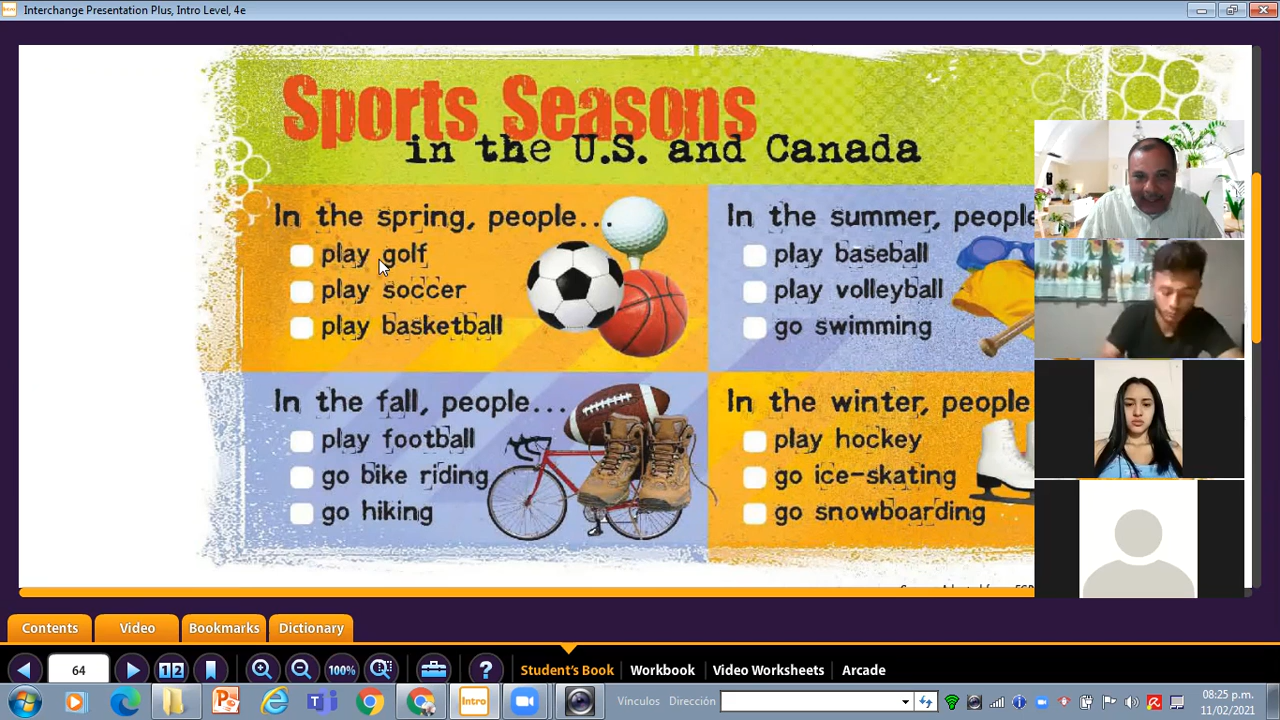 Interchange Presentation Plus, Intro Level, 4e
Sports Seasons
in the U.S. and Canada
In the spring, people...
play golf
play soccer
play basketball
In the summer, people
play baseball
play volleyball
go swimming
In the fall, people...
play football
go bike riding
go hiking
In the winter, people
play hockey
go ice-skating
go snowboarding
Contents
Video
Bookmarks
Dictionary
64
12
100%
Student's Book
Workbook
Video Worksheets
Arcade
Intro
Vínculos
Dirección
08:25 p.m.
11/02/2021